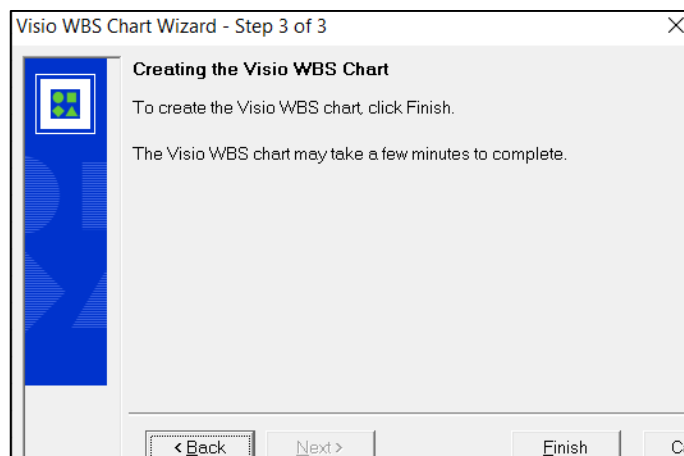 Visio WBS Chart Wizard - Step 3 of 3
Creating the Visio WBS Chart
To create the Visio WBS chart, click Finish.
The Visio WBS chart may take a few minutes to complete.
< Back Next > Finish